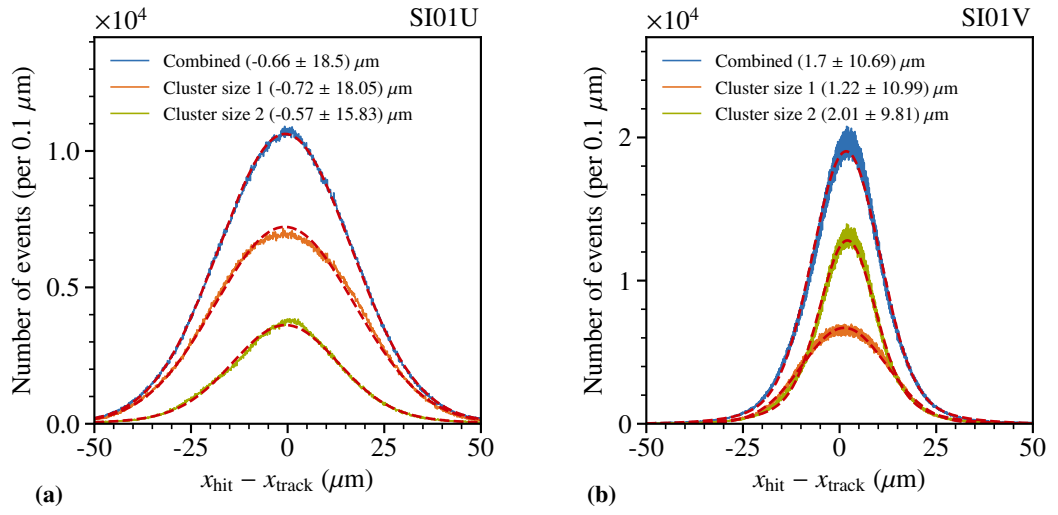 ×10⁴ SI01U
Combined (-0.66 ± 18.5) μm
Cluster size 1 (-0.72 ± 18.05) μm
Cluster size 2 (-0.57 ± 15.83) μm
Number of events (per 0.1 μm)
1.0
0.5
0.0
-50 -25 0 25 50
x_hit − x_track (μm)
(a)
×10⁴ SI01V
Combined (1.7 ± 10.69) μm
Cluster size 1 (1.22 ± 10.99) μm
Cluster size 2 (2.01 ± 9.81) μm
Number of events (per 0.1 μm)
2
1
0
-50 -25 0 25 50
x_hit − x_track (μm)
(b)